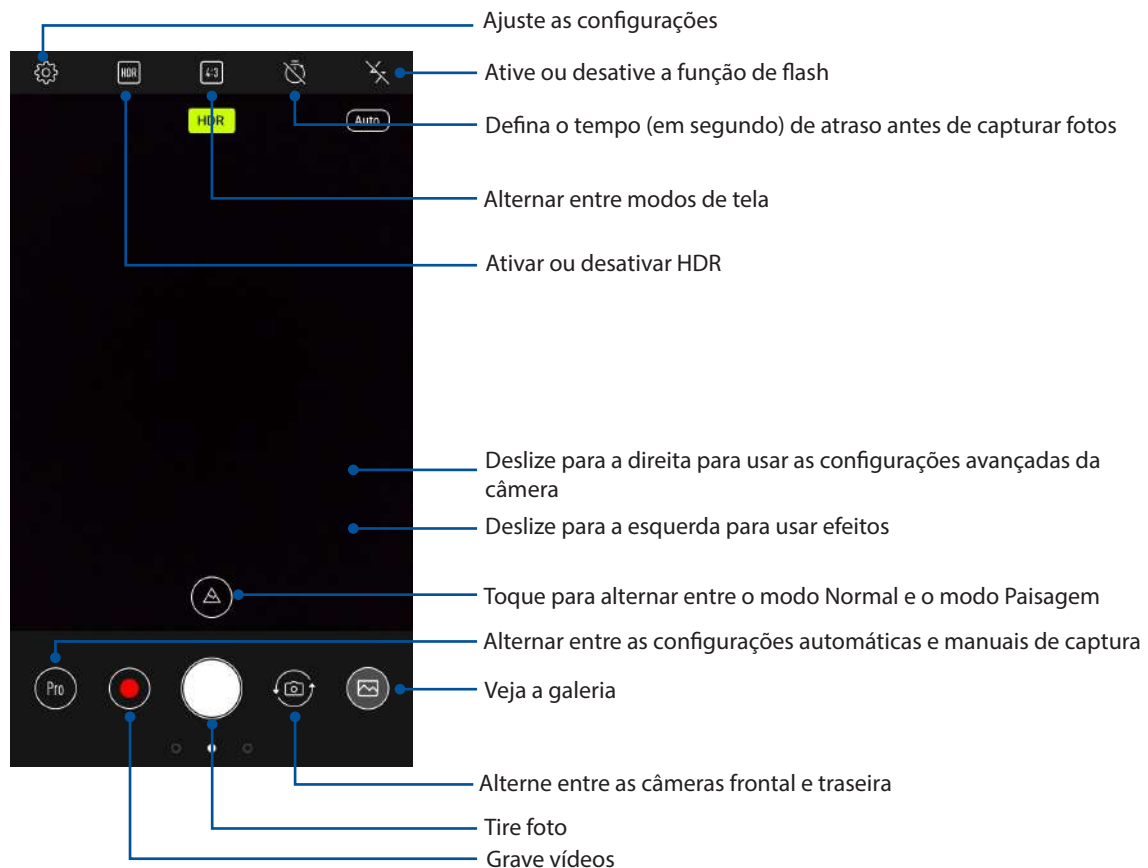 Ajuste as configurações
HDR
4:3
Ative ou desative a função de flash
HDR
Auto
Defina o tempo (em segundo) de atraso antes de capturar fotos
Alternar entre modos de tela
Ativar ou desativar HDR
Deslize para a direita para usar as configurações avançadas da
câmera
Deslize para a esquerda para usar efeitos
Toque para alternar entre o modo Normal e o modo Paisagem
Alternar entre as configurações automáticas e manuais de captura
Pro
Veja a galeria
Alterne entre as câmeras frontal e traseira
Tire foto
Grave vídeos